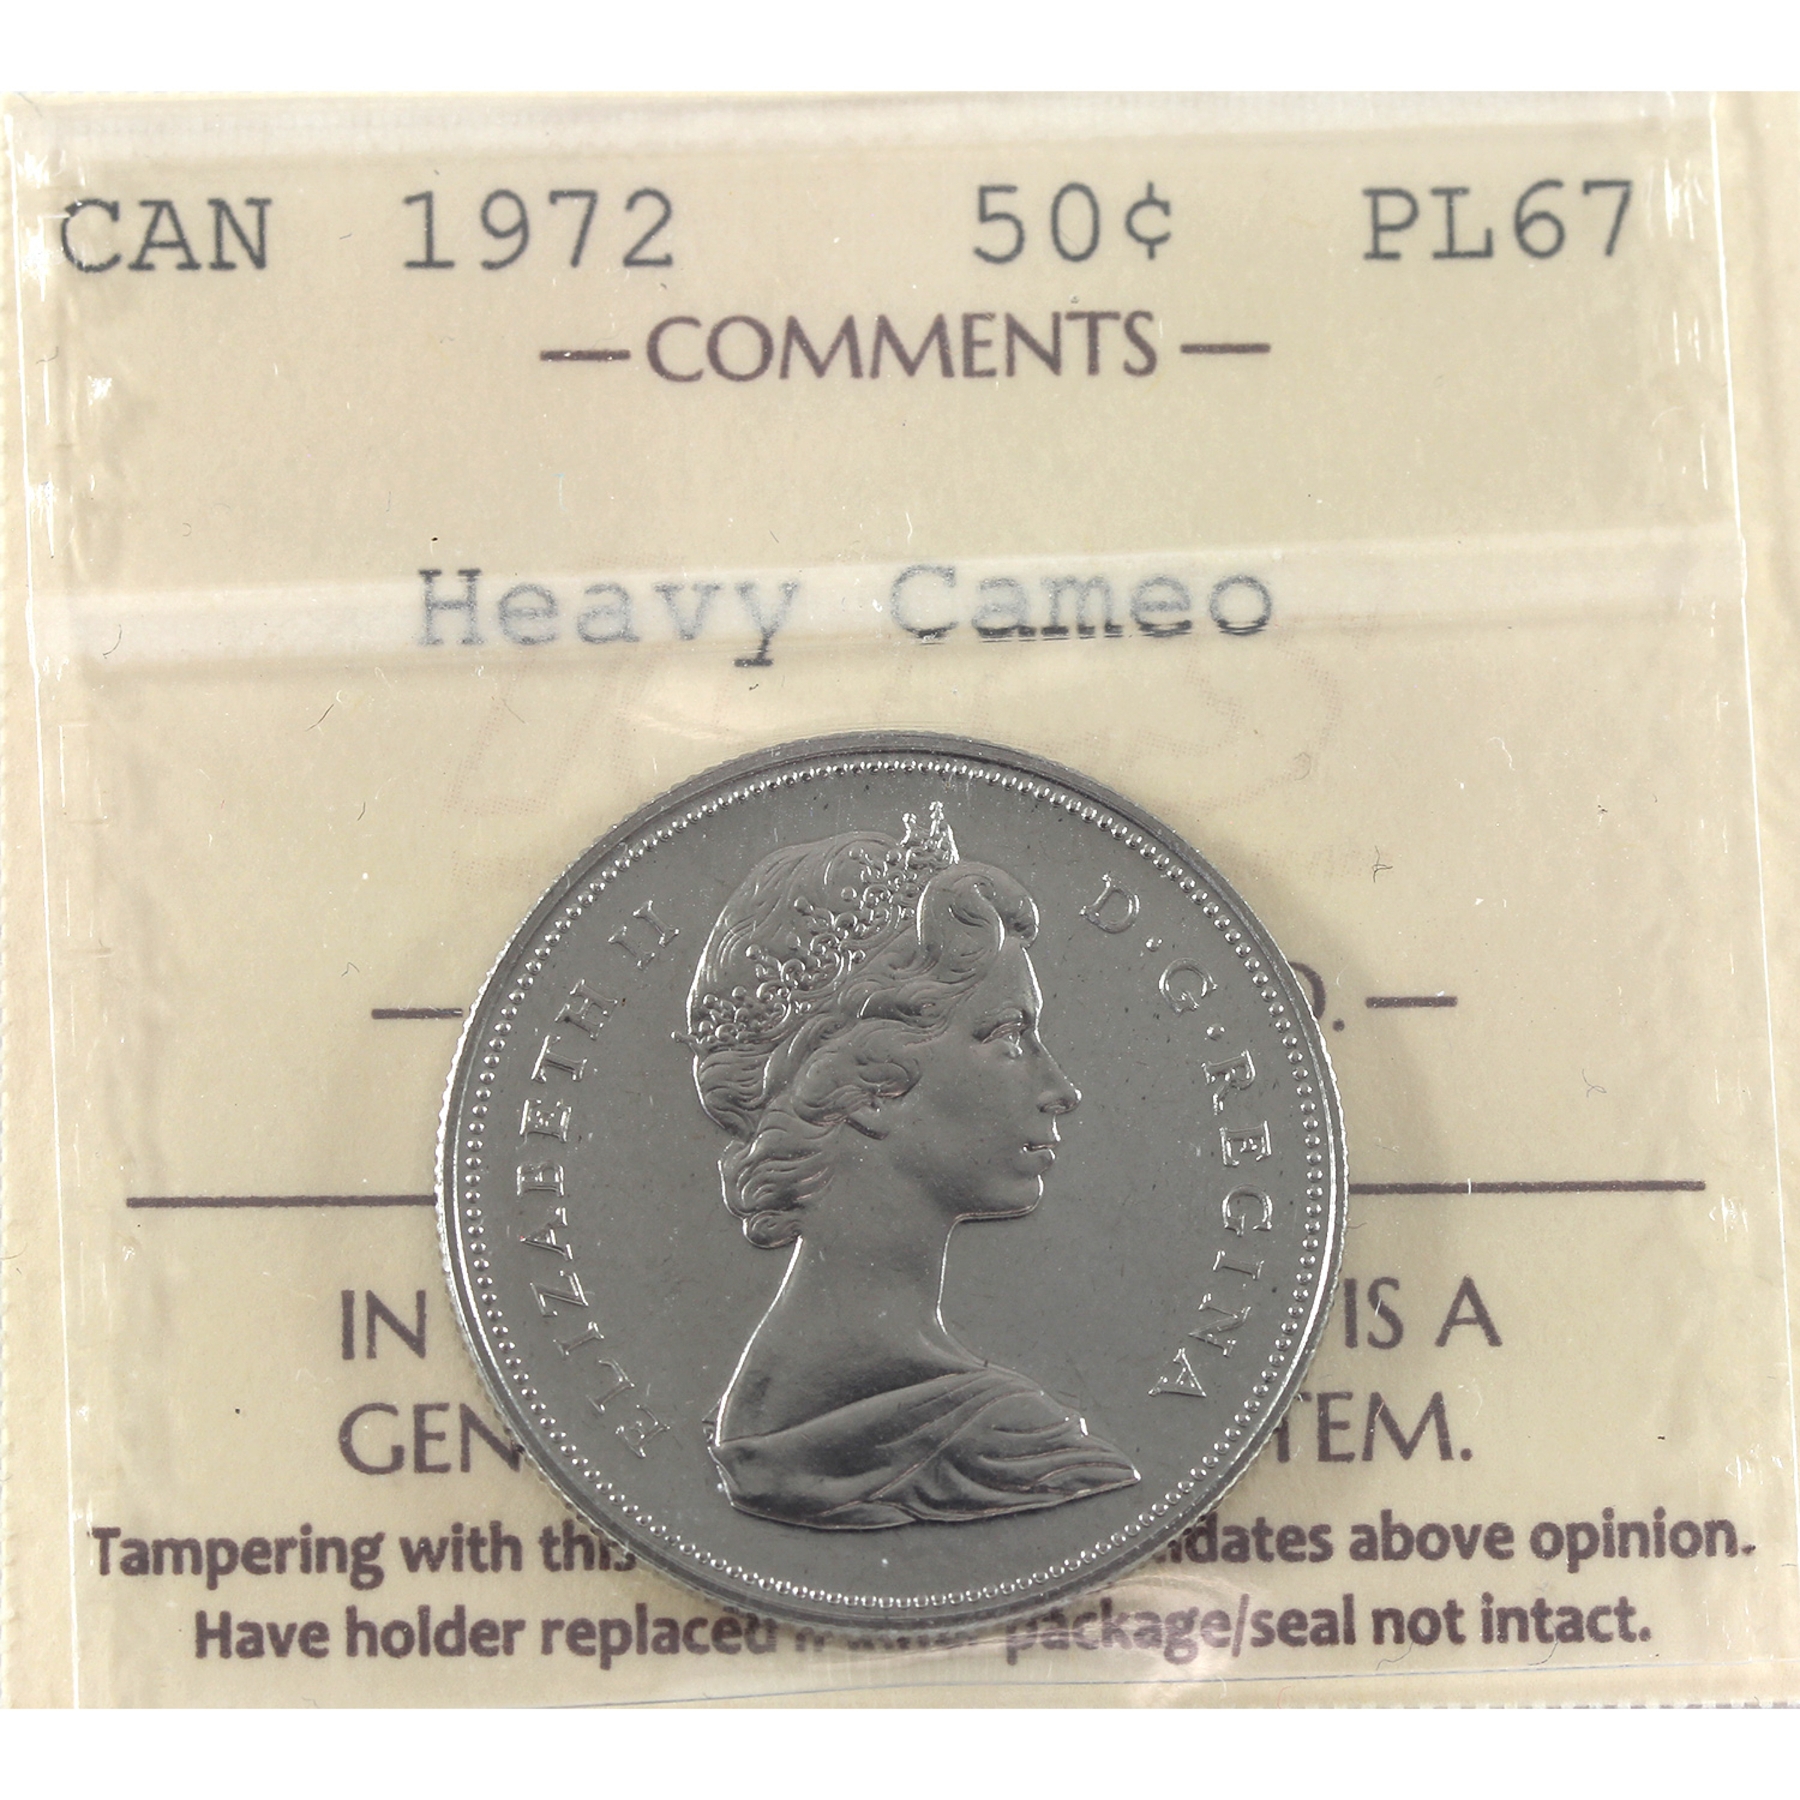 CAN 1972 50¢ PL67
— COMMENTS —
Heavy Cameo
ELIZABETH II D·G·REGINA
IN IS A
GEN TEM.
Tampering with this dates above opinion.
Have holder replaced package/seal not intact.